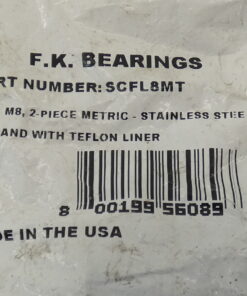 F.K. BEARINGS
RT NUMBER: SCFL8MT
M8, 2-PIECE METRIC - STAINLESS STEE
AND WITH TEFLON LINER
8 00199 56089
DE IN THE USA